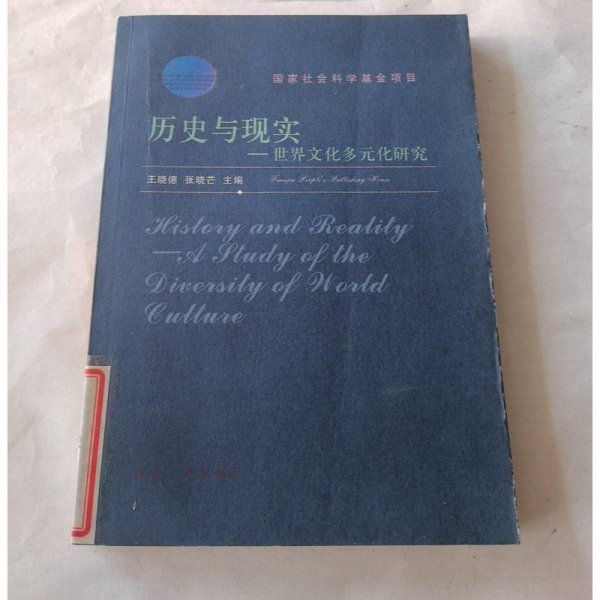 国家社会科学基金项目
历史与现实
—世界文化多元化研究
王晓德 张晓芒 主编
Tianjin People's Publishing House
History and Reality
—A Study of the
Diversity of World
Culture